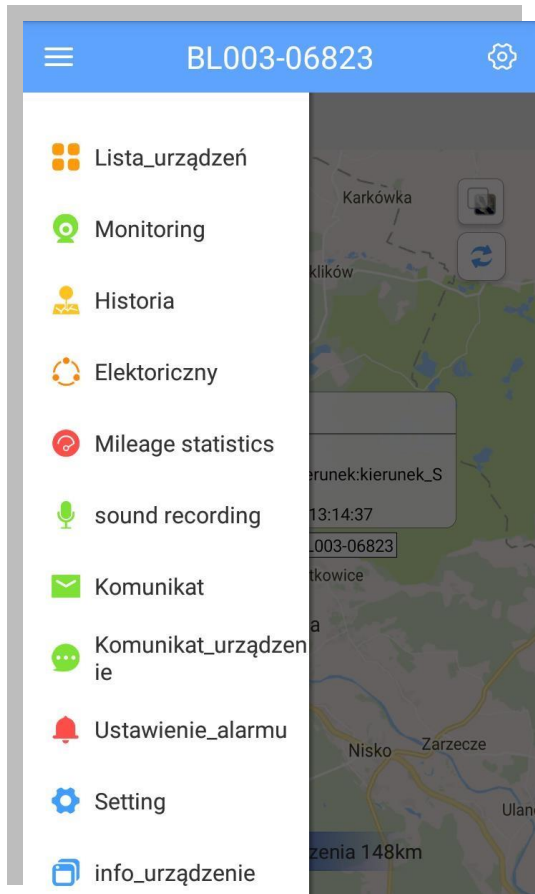 BL003-06823
Lista_urządzeń
Monitoring
Historia
Elektoriczny
Mileage statistics
sound recording
Komunikat
Komunikat_urządzen
ie
Ustawienie_alarmu
Setting
info_urządzenie
Karkówka
klików
erunek:kierunek_S
13:14:37
L003-06823
tkowice
a
Nisko
Zarzecze
Ulan
zenia 148km